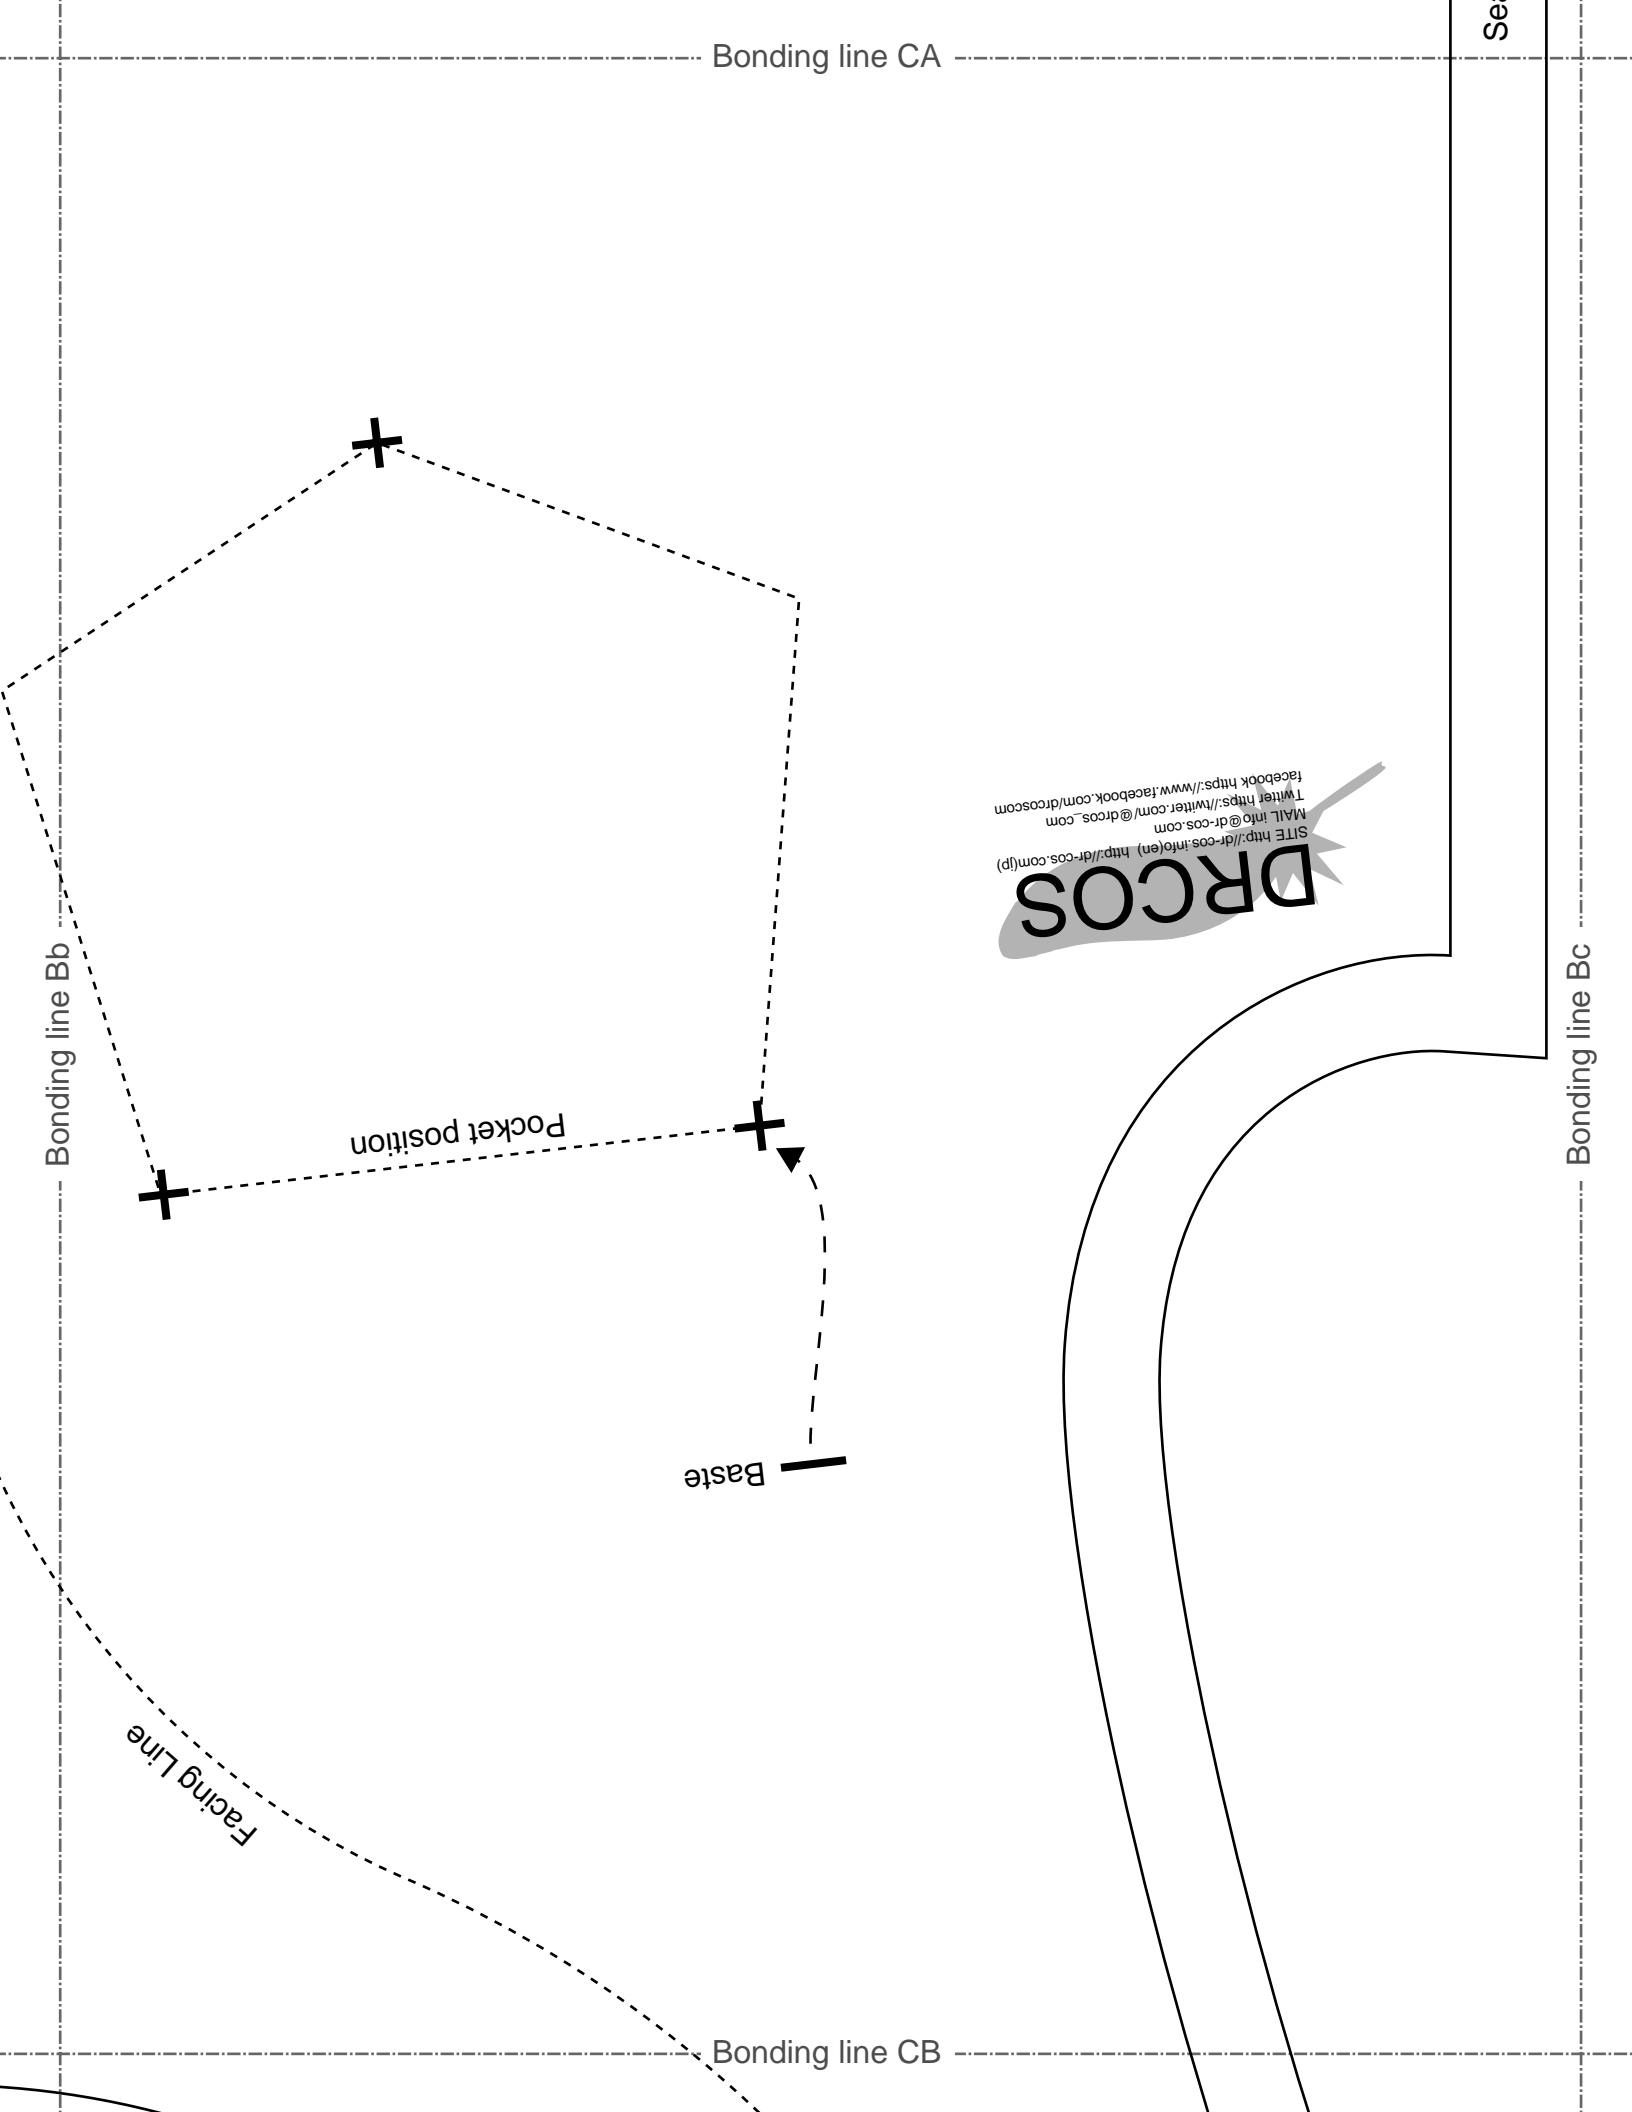 Sea
Bonding line CA
facebook https://www.facebook.com/drcoscom
Twitter https://twitter.com/@drcos_com
MAIL info@dr-cos.com
SITE http://dr-cos.info(en) http://dr-cos.com(jp)
DRCOS
Bonding line Bb
Bonding line Bc
Pocket position
Baste
Facing Line
Bonding line CB